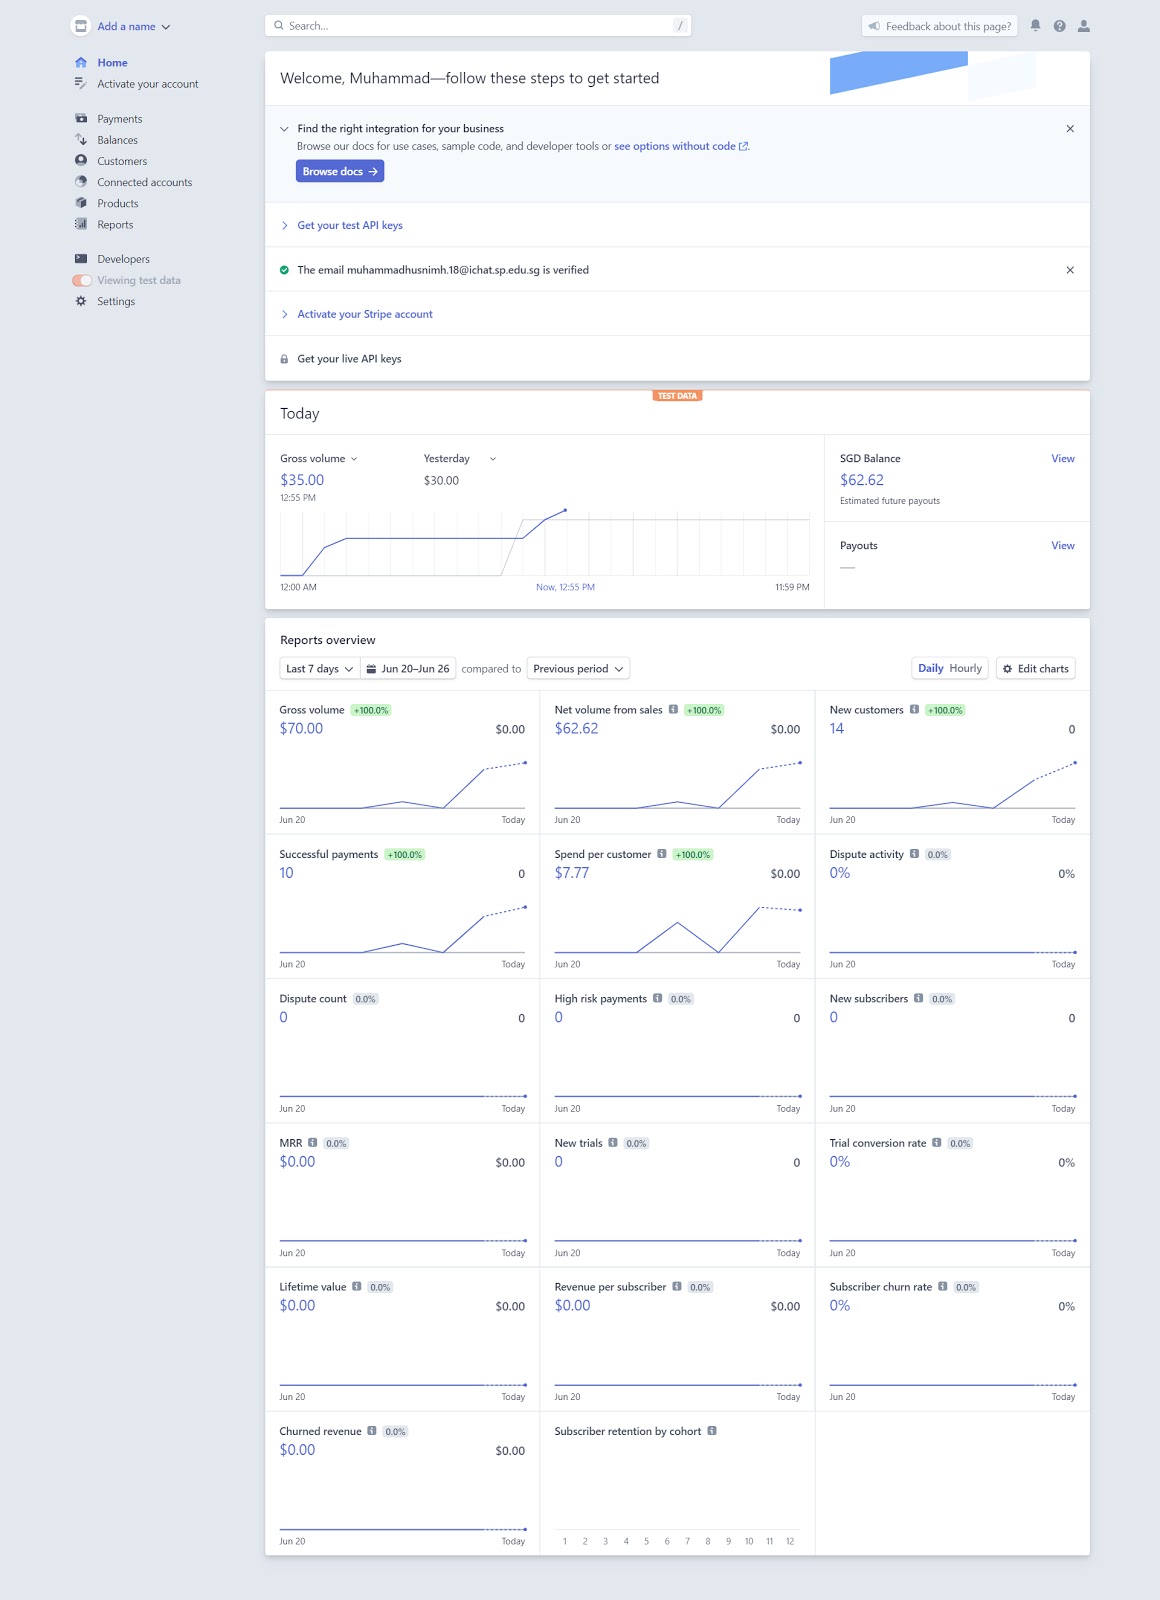 Add a name
Search...
/
Feedback about this page?
Home
Activate your account
Payments
Balances
Customers
Connected accounts
Products
Reports
Developers
Viewing test data
Settings
Welcome, Muhammad—follow these steps to get started
Find the right integration for your business
Browse our docs for use cases, sample code, and developer tools or see options without code.
Browse docs
Get your test API keys
The email muhammadhusnimh.18@ichat.sp.edu.sg is verified
Activate your Stripe account
Get your live API keys
TEST DATA
Today
Gross volume
Yesterday
$35.00
$30.00
12:55 PM
12:00 AM
Now, 12:55 PM
11:59 PM
SGD Balance
View
$62.62
Estimated future payouts
Payouts
View
—
Reports overview
Last 7 days
Jun 20–Jun 26
compared to
Previous period
Daily
Hourly
Edit charts
Gross volume +100.0%
$70.00
$0.00
Jun 20
Today
Net volume from sales +100.0%
$62.62
$0.00
Jun 20
Today
New customers +100.0%
14
0
Jun 20
Today
Successful payments +100.0%
10
0
Jun 20
Today
Spend per customer +100.0%
$7.77
$0.00
Jun 20
Today
Dispute activity 0.0%
0%
0%
Jun 20
Today
Dispute count 0.0%
0
0
Jun 20
Today
High risk payments 0.0%
0
0
Jun 20
Today
New subscribers 0.0%
0
0
Jun 20
Today
MRR 0.0%
$0.00
$0.00
Jun 20
Today
New trials 0.0%
0
0
Jun 20
Today
Trial conversion rate 0.0%
0%
0%
Jun 20
Today
Lifetime value 0.0%
$0.00
$0.00
Jun 20
Today
Revenue per subscriber 0.0%
$0.00
$0.00
Jun 20
Today
Subscriber churn rate 0.0%
0%
0%
Jun 20
Today
Churned revenue 0.0%
$0.00
$0.00
Jun 20
Today
Subscriber retention by cohort
1 2 3 4 5 6 7 8 9 10 11 12